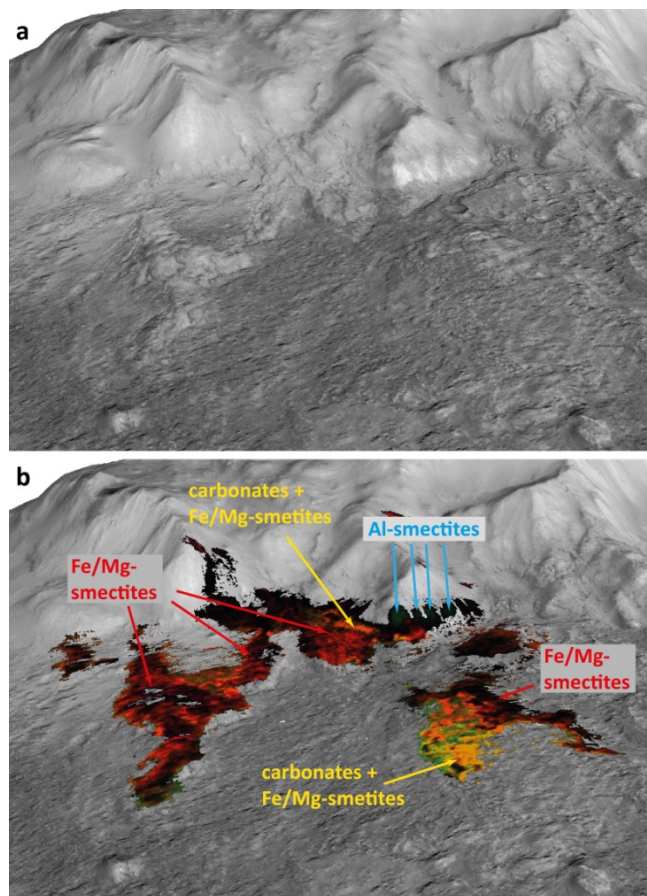 a
b
carbonates +
Fe/Mg-smetites
Al-smectites
Fe/Mg-
smectites
Fe/Mg-
smectites
carbonates +
Fe/Mg-smetites